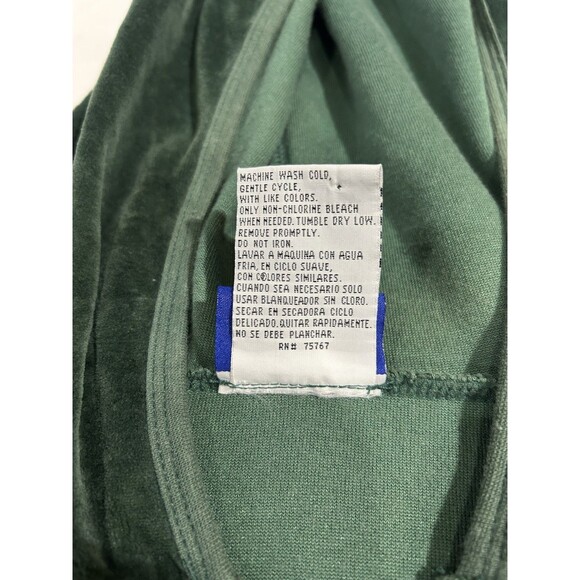 MACHINE WASH COLD,
GENTLE CYCLE,
WITH LIKE COLORS.
ONLY NON-CHLORINE BLEACH
WHEN NEEDED. TUMBLE DRY LOW.
REMOVE PROMPTLY.
DO NOT IRON.
LAVAR A MAQUINA CON AGUA
FRIA, EN CICLO SUAVE,
CON COLORES SIMILARES.
CUANDO SEA NECESARIO SOLO
USAR BLANQUEADOR SIN CLORO.
SECAR EN SECADORA CICLO
DELICADO. QUITAR RAPIDAMENTE.
NO SE DEBE PLANCHAR.
RN# 75767